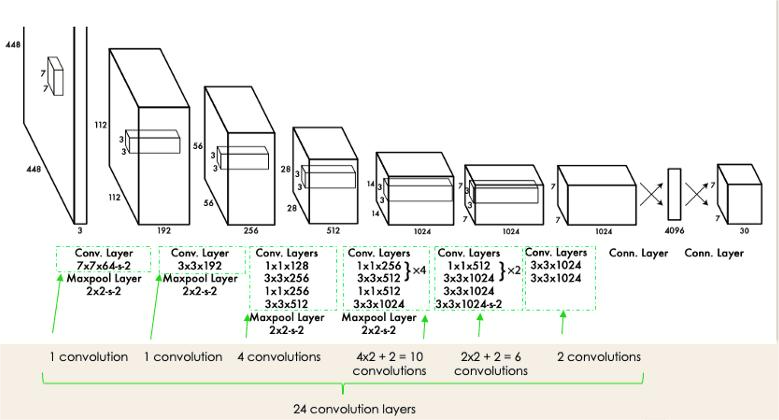 448
7
7
448
3
112
3
3
112
192
56
3
3
56
256
28
3
3
28
512
14
3
3
14
1024
7
3
3
7
1024
7
7
1024
4096
7
7
30
Conv. Layer
7x7x64-s-2
Maxpool Layer
2x2-s-2
Conv. Layer
3x3x192
Maxpool Layer
2x2-s-2
Conv. Layers
1x1x128
3x3x256
1x1x256
3x3x512
Maxpool Layer
2x2-s-2
Conv. Layers
1x1x256
3x3x512 } ×4
1x1x512
3x3x1024
Maxpool Layer
2x2-s-2
Conv. Layers
1x1x512
3x3x1024 } ×2
3x3x1024
3x3x1024-s-2
Conv. Layers
3x3x1024
3x3x1024
Conn. Layer
Conn. Layer
1 convolution
1 convolution
4 convolutions
4x2 + 2 = 10
convolutions
2x2 + 2 = 6
convolutions
2 convolutions
24 convolution layers